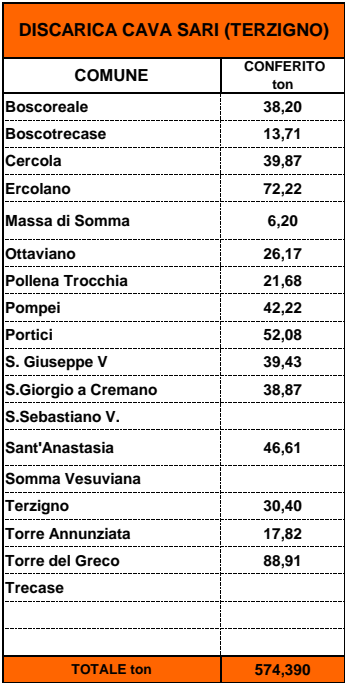 DISCARICA CAVA SARI (TERZIGNO)
COMUNE CONFERITO ton
Boscoreale 38,20
Boscotrecase 13,71
Cercola 39,87
Ercolano 72,22
Massa di Somma 6,20
Ottaviano 26,17
Pollena Trocchia 21,68
Pompei 42,22
Portici 52,08
S. Giuseppe V 39,43
S.Giorgio a Cremano 38,87
S.Sebastiano V.
Sant'Anastasia 46,61
Somma Vesuviana
Terzigno 30,40
Torre Annunziata 17,82
Torre del Greco 88,91
Trecase
TOTALE ton 574,390